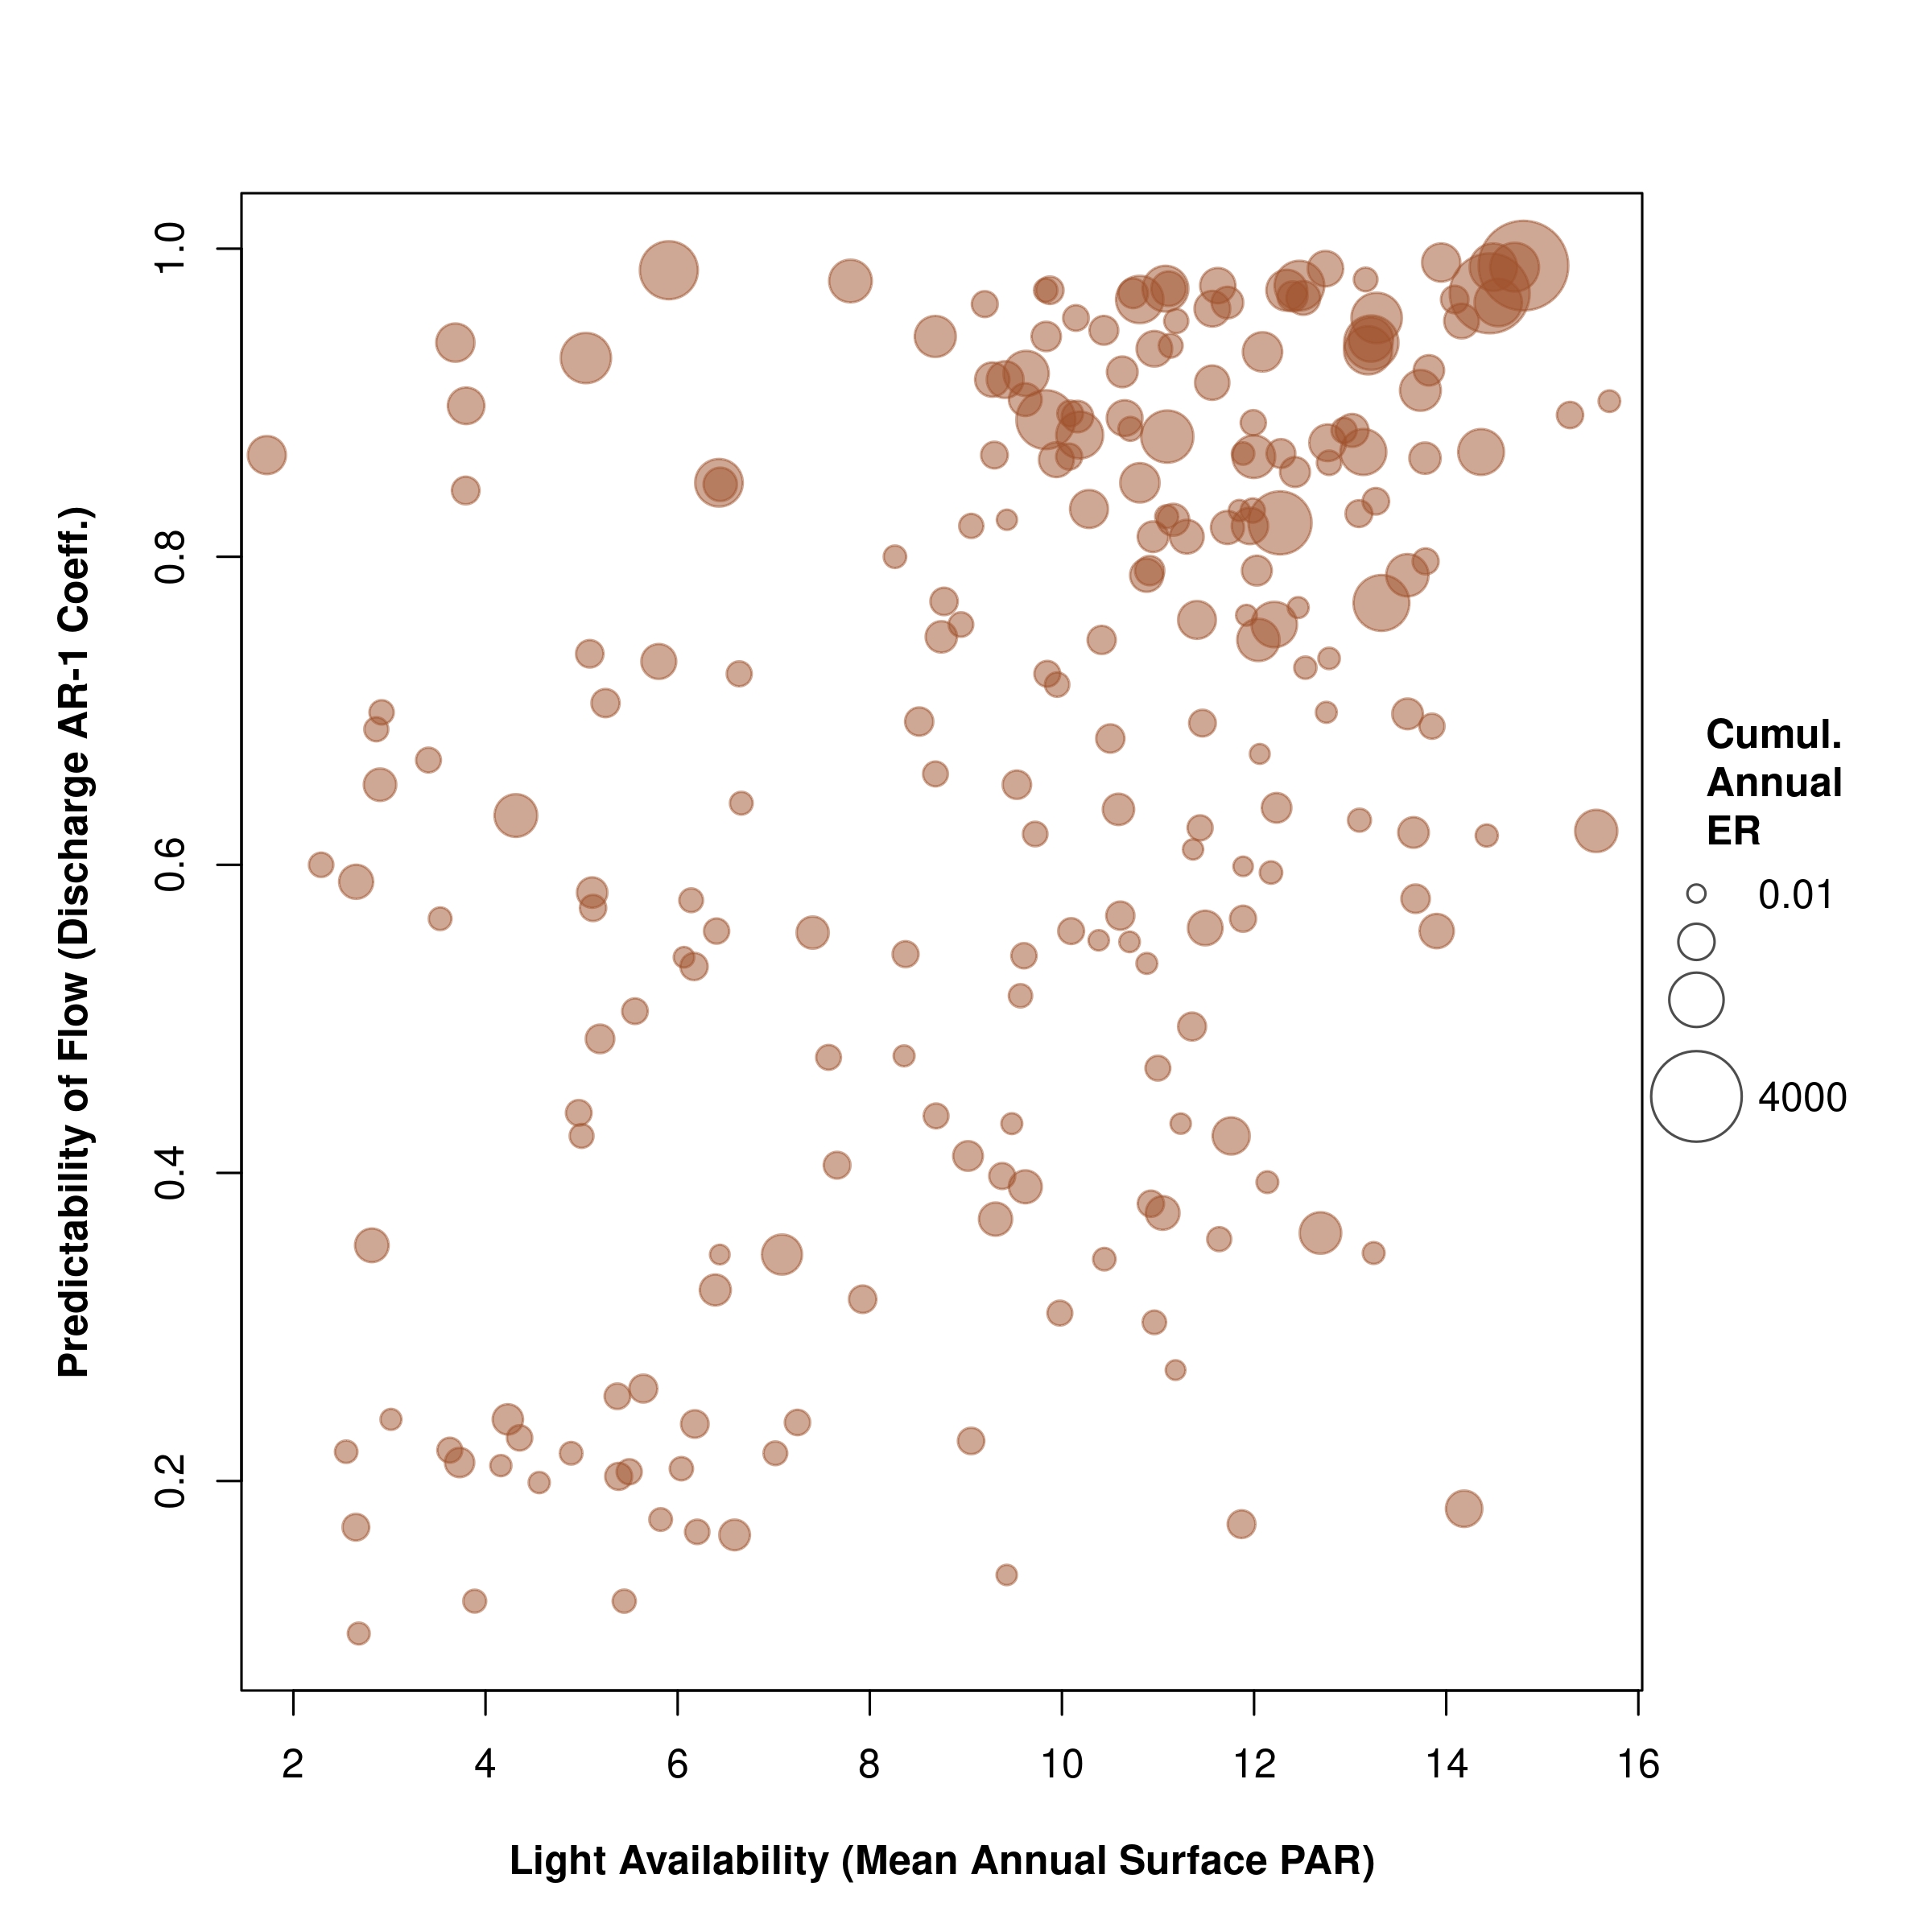 Predictability of Flow (Discharge AR-1 Coeff.)
1.0
0.8
0.6
0.4
0.2
2 4 6 8 10 12 14 16
Light Availability (Mean Annual Surface PAR)
Cumul.
Annual
ER
0.01
4000